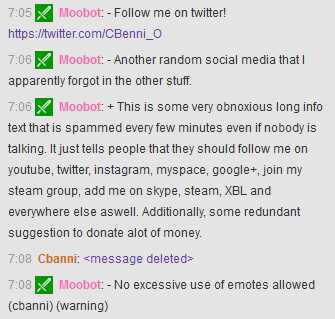 7:05 Moobot: - Follow me on twitter!
https://twitter.com/CBenni_O
7:06 Moobot: - Another random social media that I
apparently forgot in the other stuff.
7:06 Moobot: + This is some very obnoxious long info
text that is spammed every few minutes even if nobody is
talking. It just tells people that they should follow me on
youtube, twitter, instagram, myspace, google+, join my
steam group, add me on skype, steam, XBL and
everywhere else aswell. Additionally, some redundant
suggestion to donate alot of money.
7:08 Cbanni: <message deleted>
7:08 Moobot: - No excessive use of emotes allowed
(cbanni) (warning)